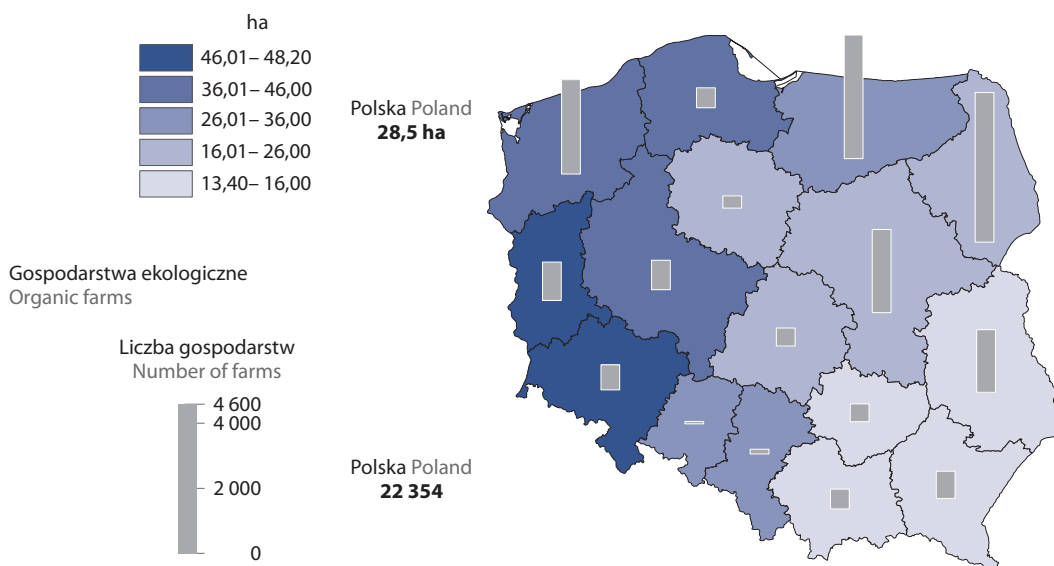 ha
46,01– 48,20
36,01– 46,00
26,01– 36,00
16,01– 26,00
13,40– 16,00
Polska Poland
28,5 ha
Gospodarstwa ekologiczne
Organic farms
Liczba gospodarstw
Number of farms
4 600
4 000
2 000
0
Polska Poland
22 354